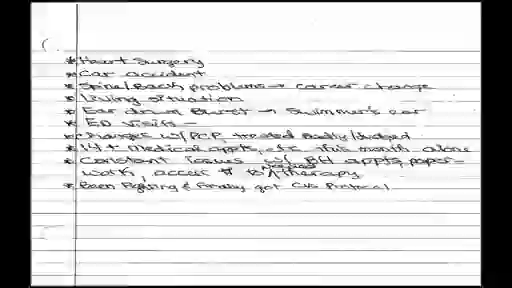 * Heart Surgery
* Car accident
* Spine/Back problems → career change
* Living situation
* Ear drum Burst → Swimmer's ear
* ED visits -
* Changes w/ PCP, treated Badly/Judged
* 14+ medical appts, etc this month alone
* Constant issues w/ BH appts, paper-
work, access to therapy
* Been Fighting & Finally got CVS Protocol